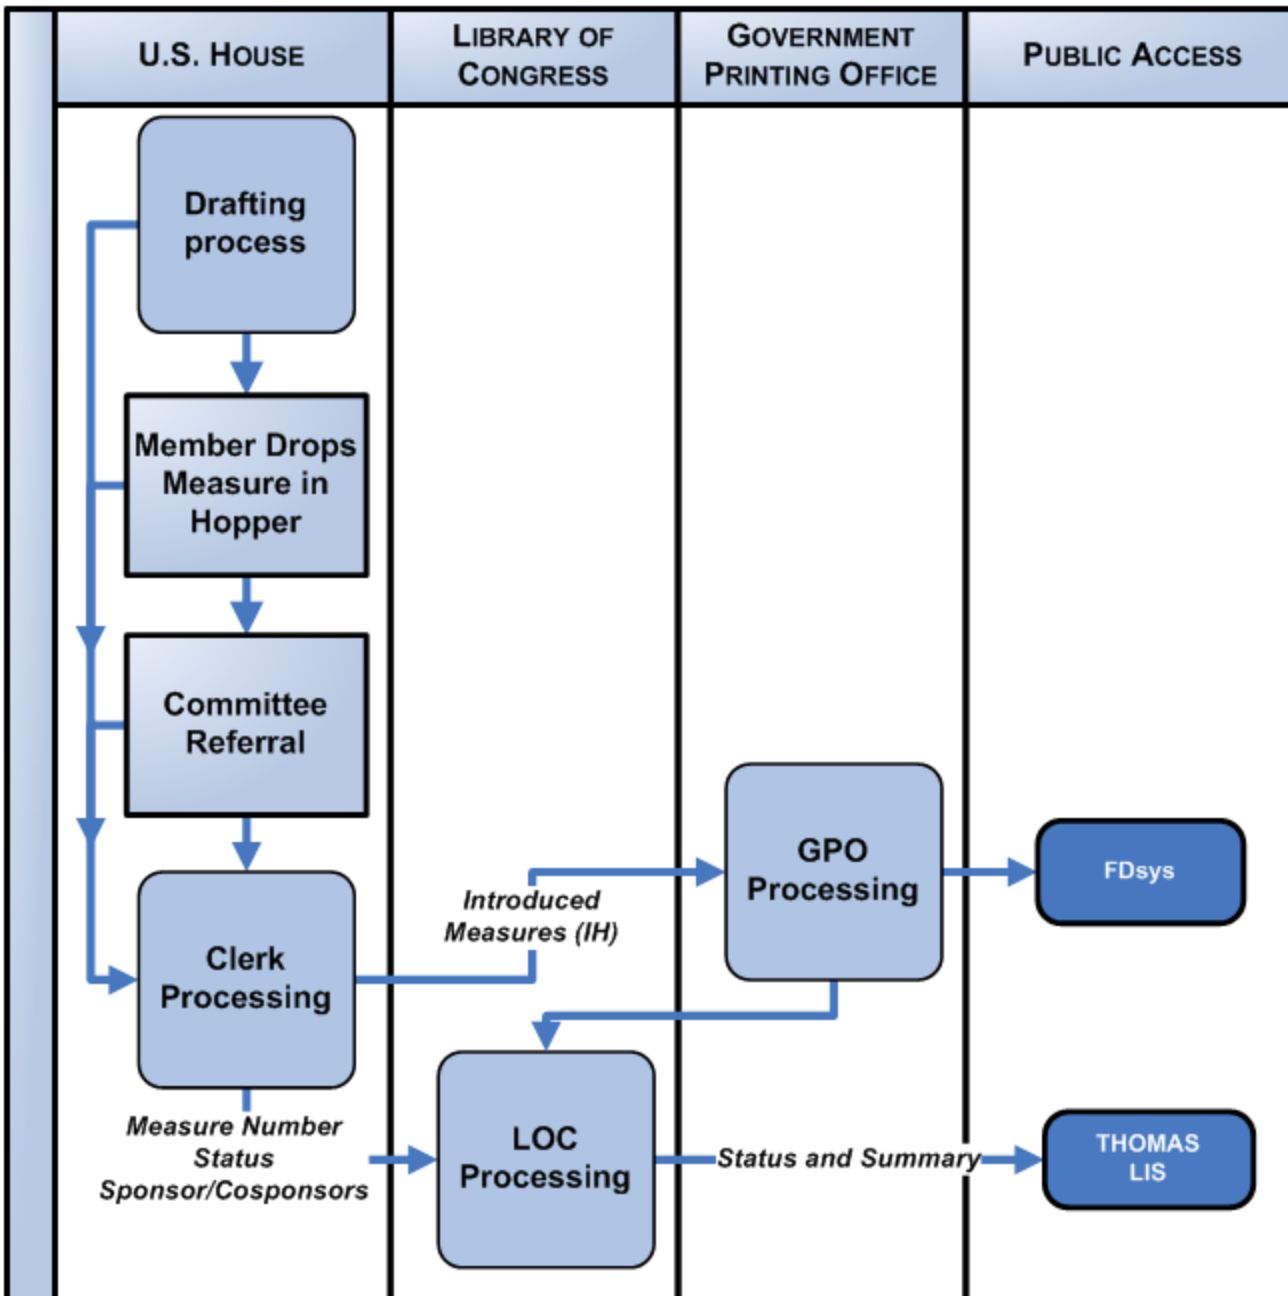 U.S. HOUSE
LIBRARY OF
CONGRESS
GOVERNMENT
PRINTING OFFICE
PUBLIC ACCESS
Drafting
process
Member Drops
Measure in
Hopper
Committee
Referral
Clerk
Processing
Introduced
Measures (IH)
GPO
Processing
FDsys
Measure Number
Status
Sponsor/Cosponsors
LOC
Processing
Status and Summary
THOMAS
LIS